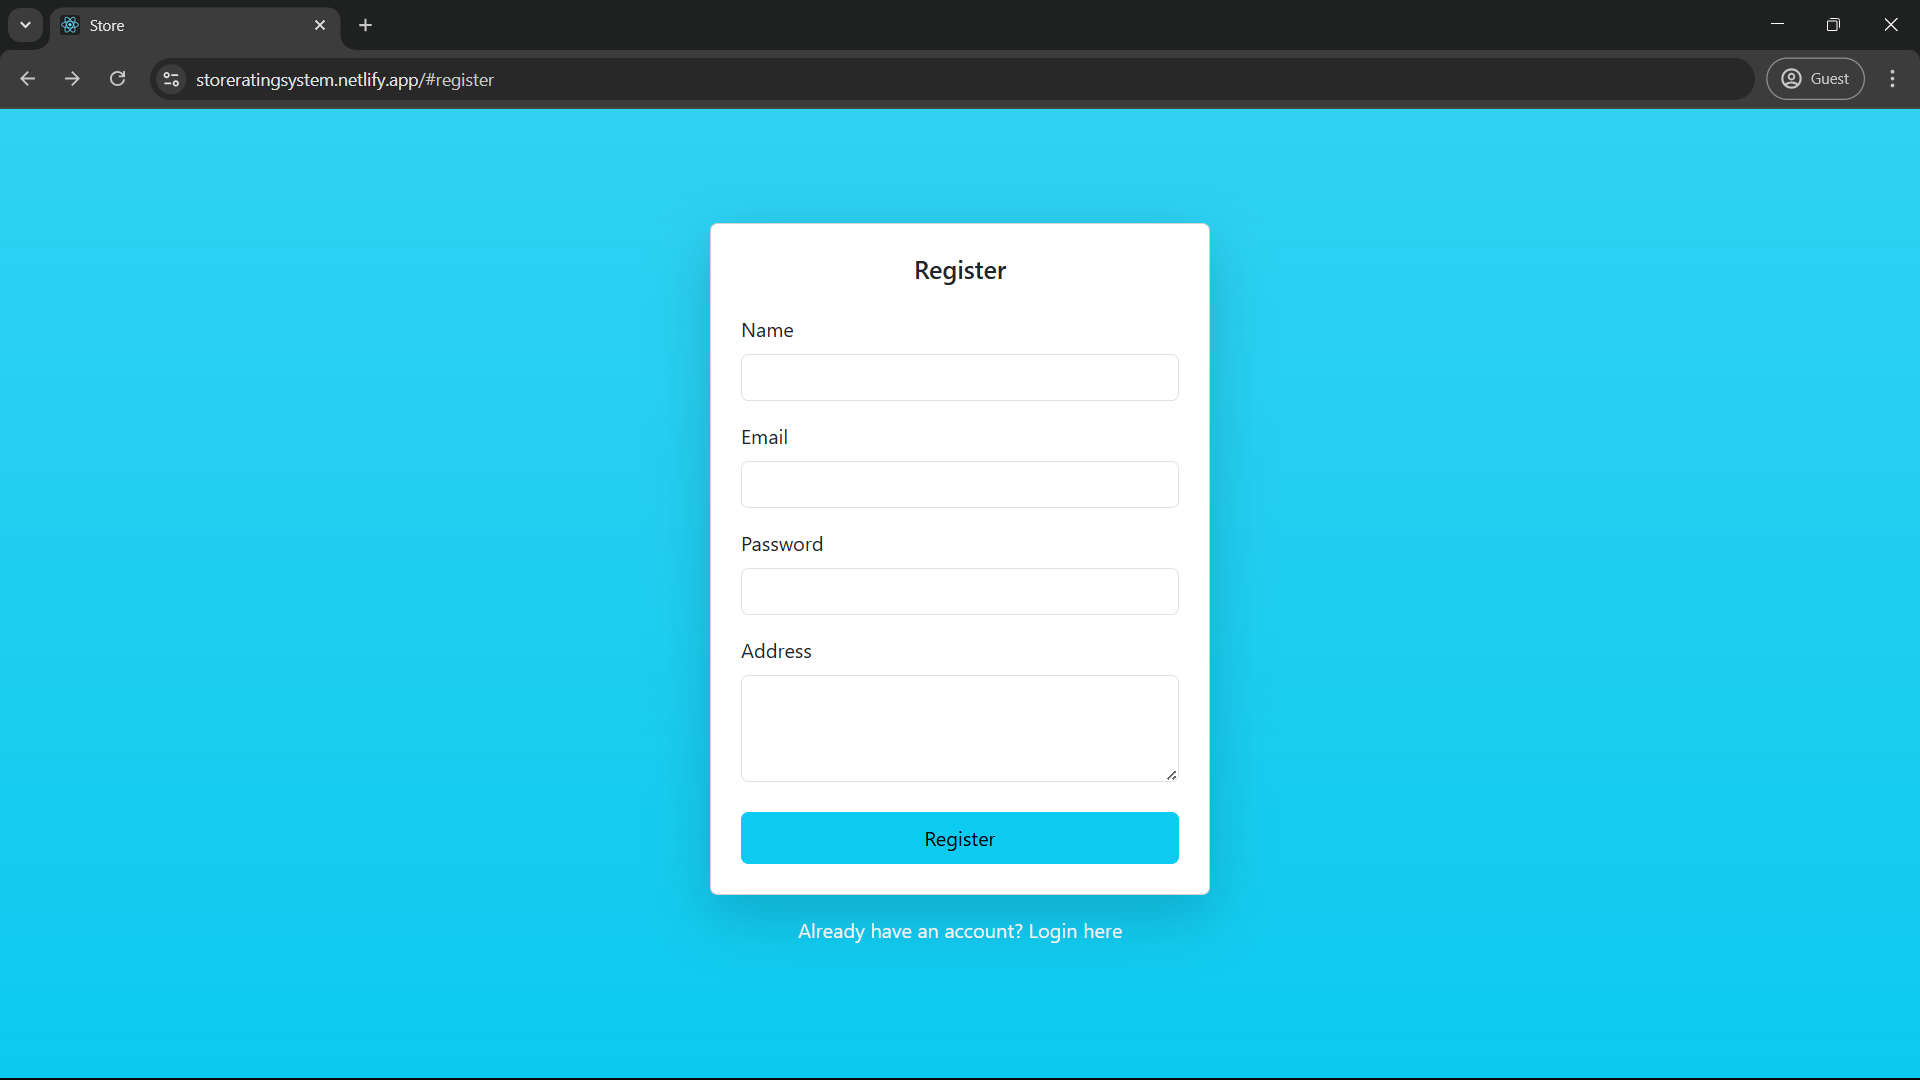 Store
storeratingsystem.netlify.app/#register
Guest
Register
Name
Email
Password
Address
Register
Already have an account? Login here